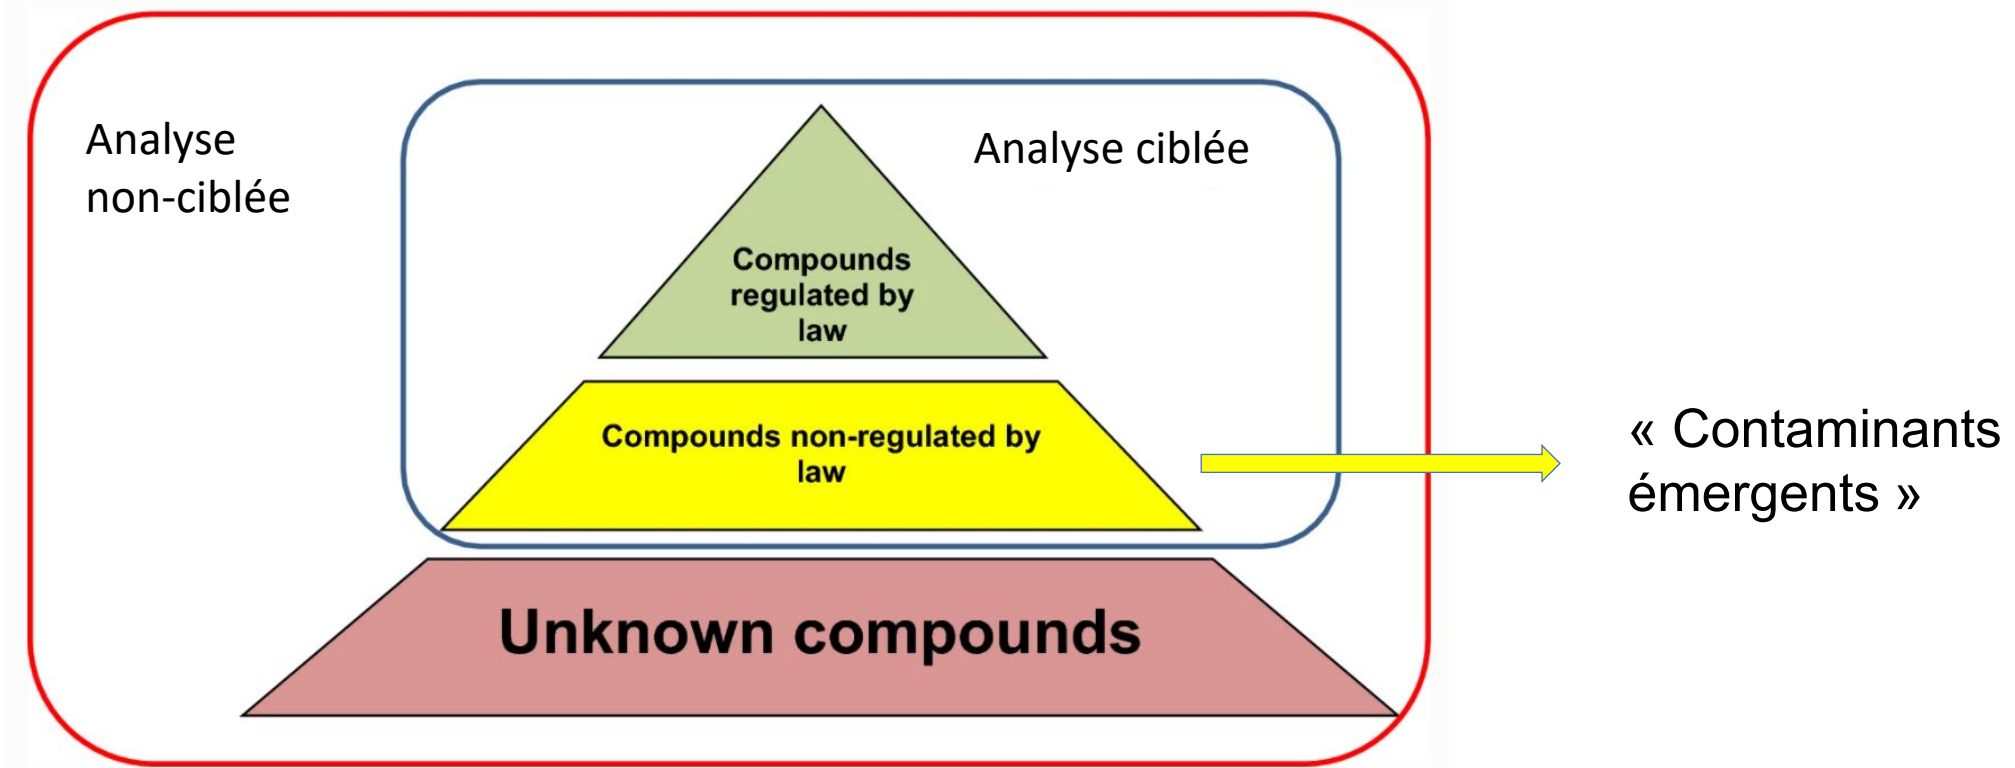 Analyse
non-ciblée
Analyse ciblée
Compounds
regulated by
law
Compounds non-regulated by
law
« Contaminants
émergents »
Unknown compounds